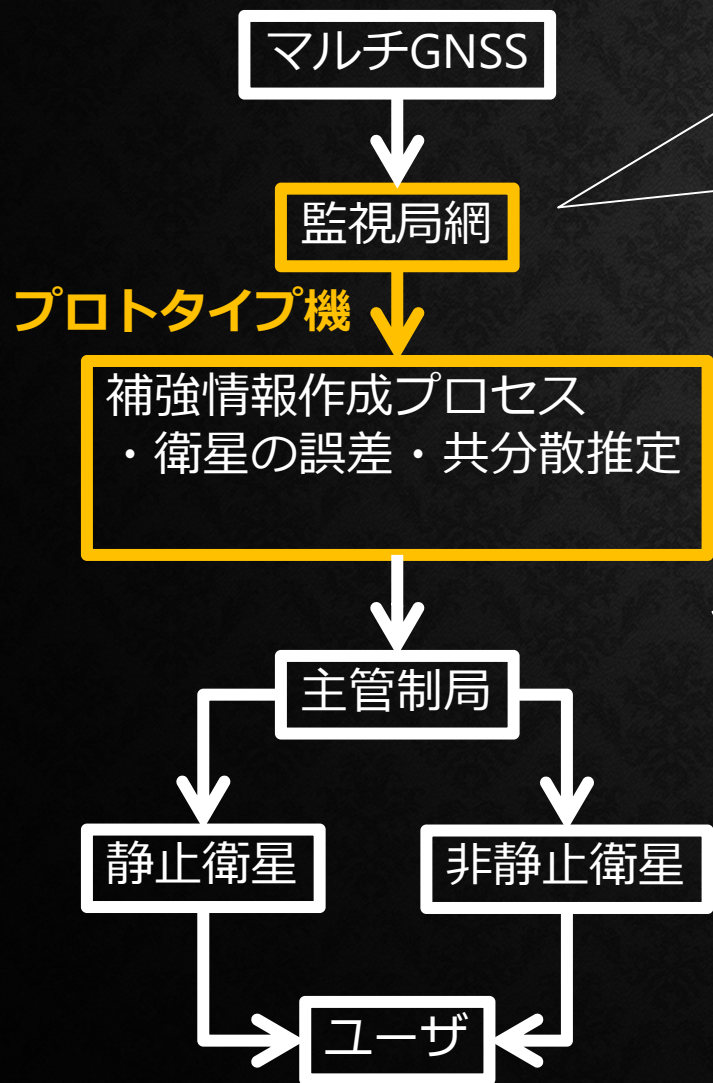 マルチGNSS
監視局網
プロトタイプ機
補強情報作成プロセス
・衛星の誤差・共分散推定
主管制局
静止衛星
非静止衛星
ユーザ